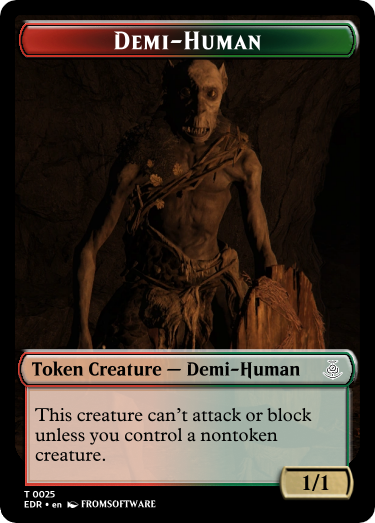 Demi-Human
Token Creature — Demi-Human
This creature can't attack or block
unless you control a nontoken
creature.
1/1
T 0025
EDR • en FROMSOFTWARE